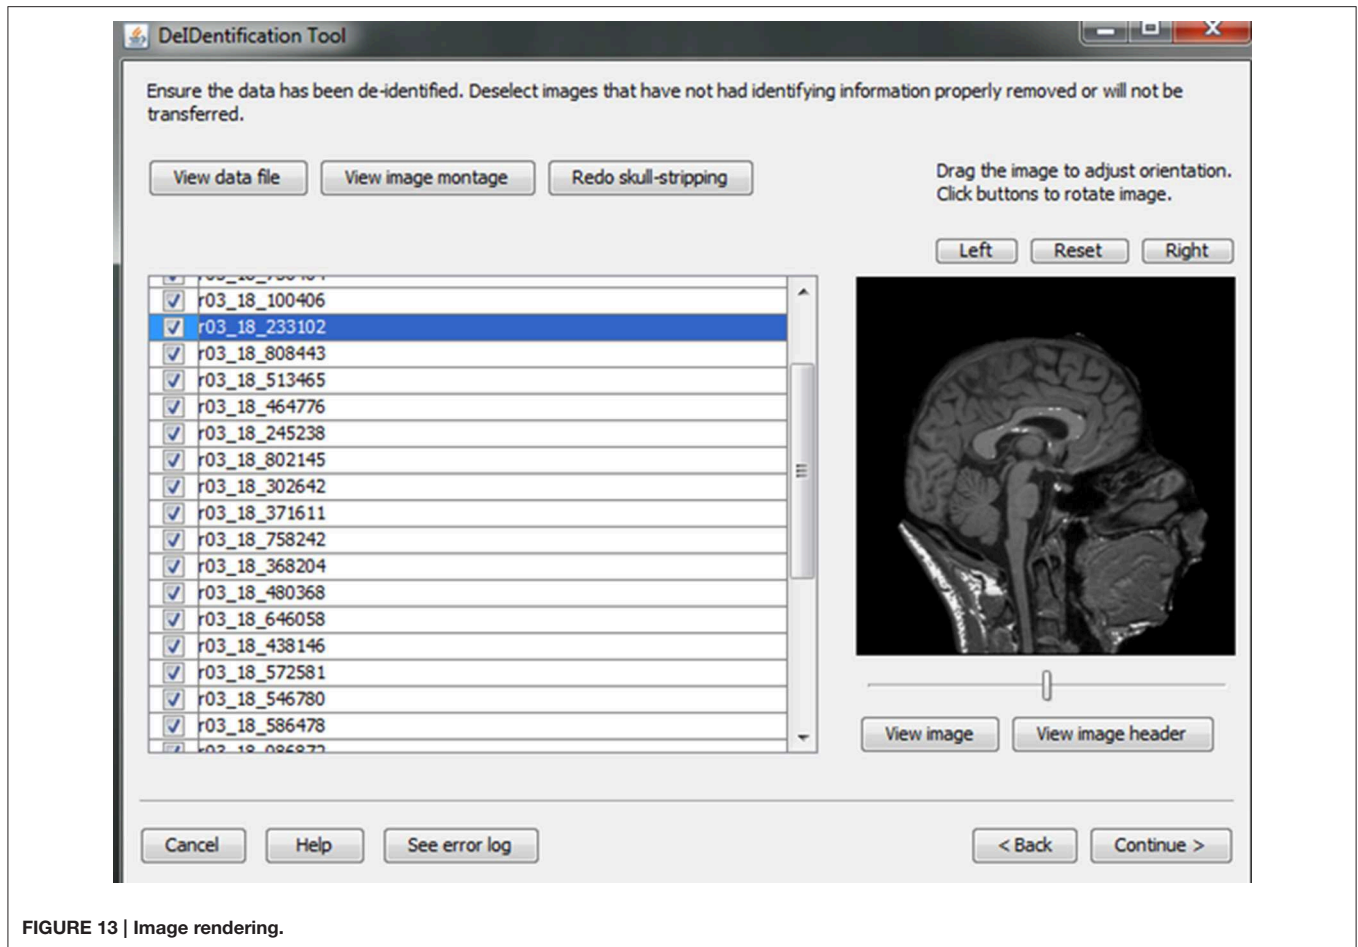 DeIDentification Tool
Ensure the data has been de-identified. Deselect images that have not had identifying information properly removed or will not be
transferred.
View data file
View image montage
Redo skull-stripping
Drag the image to adjust orientation.
Click buttons to rotate image.
Left
Reset
Right
r03_18_100406
r03_18_233102
r03_18_808443
r03_18_513465
r03_18_464776
r03_18_245238
r03_18_802145
r03_18_302642
r03_18_371611
r03_18_758242
r03_18_368204
r03_18_480368
r03_18_646058
r03_18_438146
r03_18_572581
r03_18_546780
r03_18_586478
View image
View image header
Cancel
Help
See error log
< Back
Continue >
FIGURE 13 | Image rendering.